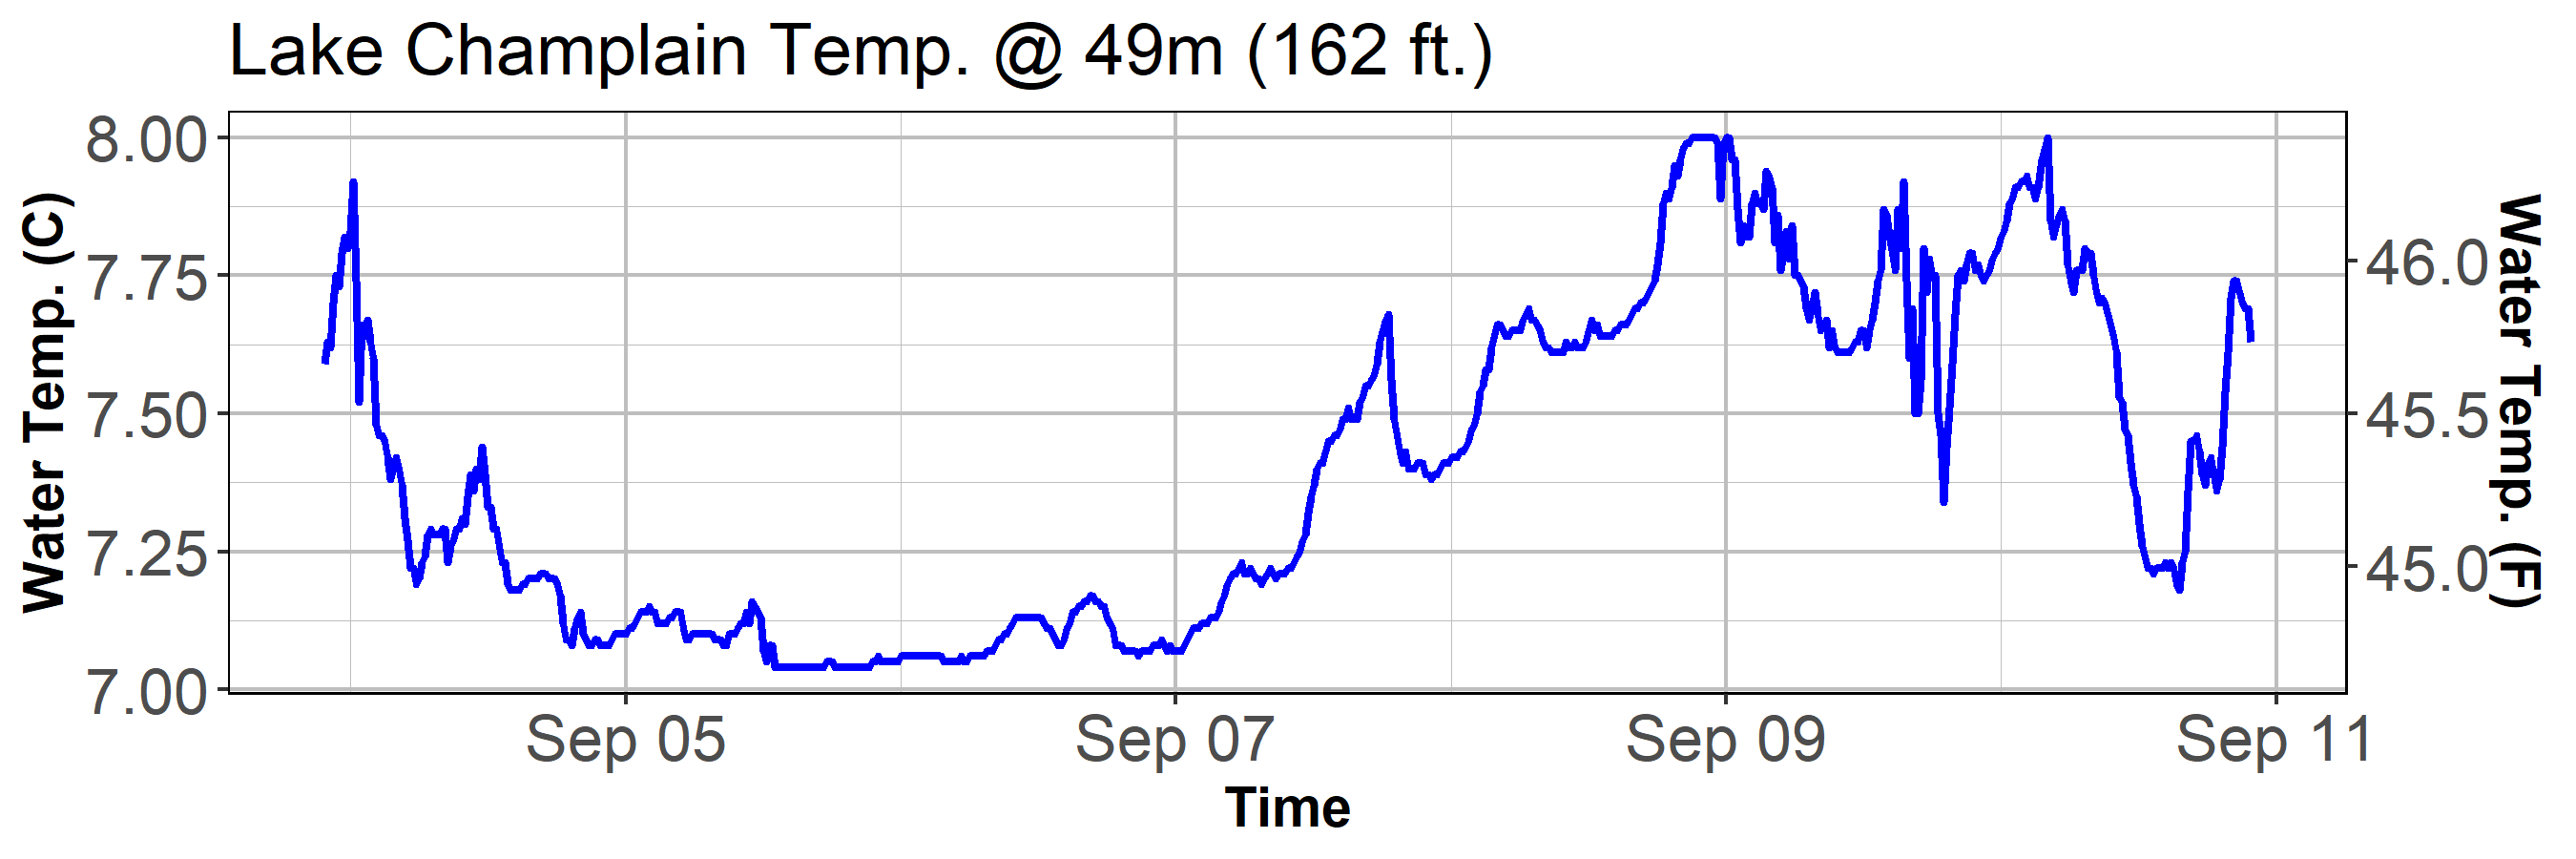 Lake Champlain Temp. @ 49m (162 ft.)
Water Temp. (C)
8.00
7.75
7.50
7.25
7.00
46.0
45.5
45.0
Water Temp. (F)
Sep 05
Sep 07
Sep 09
Sep 11
Time